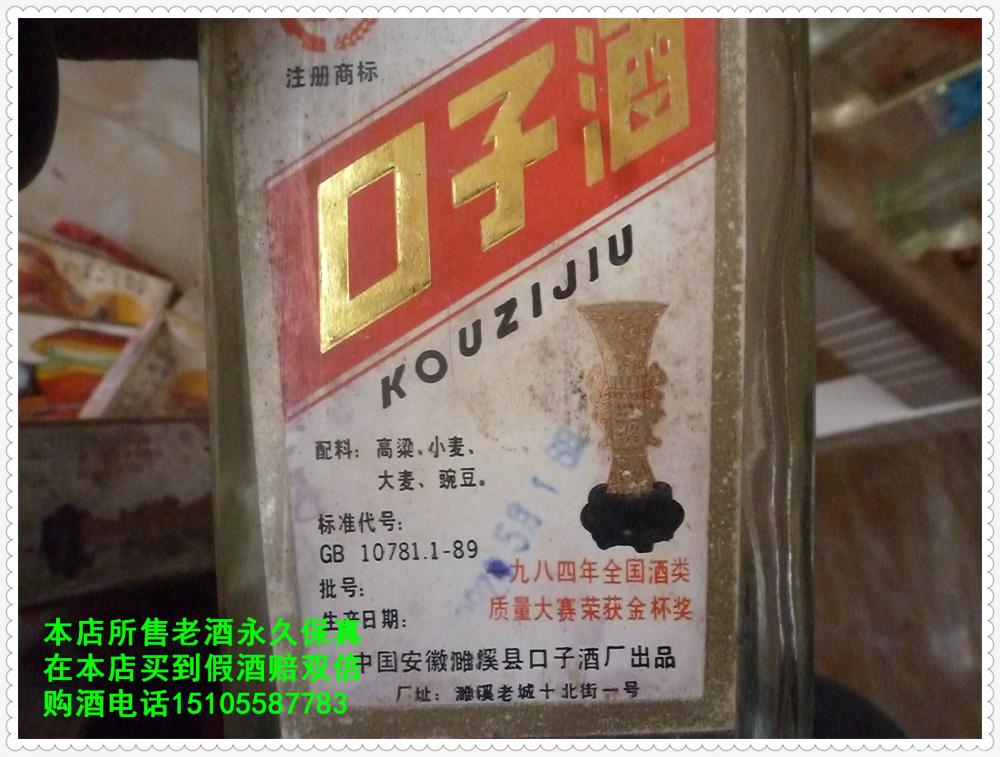 注册商标
口子酒
KOUZIJIU
配料：高粱、小麦、
大麦、豌豆。
标准代号：
GB 10781.1-89
批号：
生产日期：
一九八四年全国酒类
质量大赛荣获金杯奖
中国安徽濉溪县口子酒厂出品
厂址：濉溪老城十北街一号
本店所售老酒永久保真
在本店买到假酒赔双倍
购酒电话15105587783